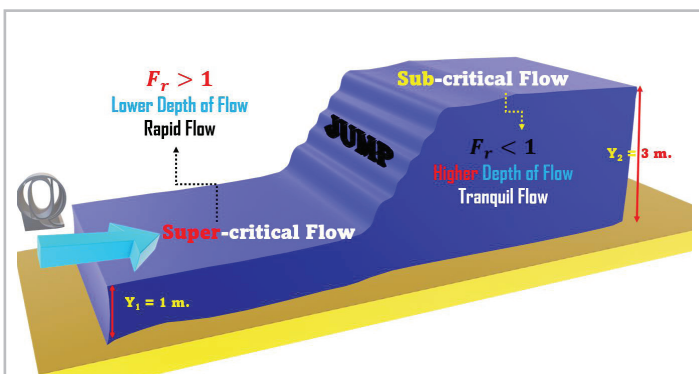 F_r > 1
Lower Depth of Flow
Rapid Flow
Sub-critical Flow
JUMP
F_r < 1
Higher Depth of Flow
Tranquil Flow
Y₂ = 3 m.
Q
Super-critical Flow
Y₁ = 1 m.